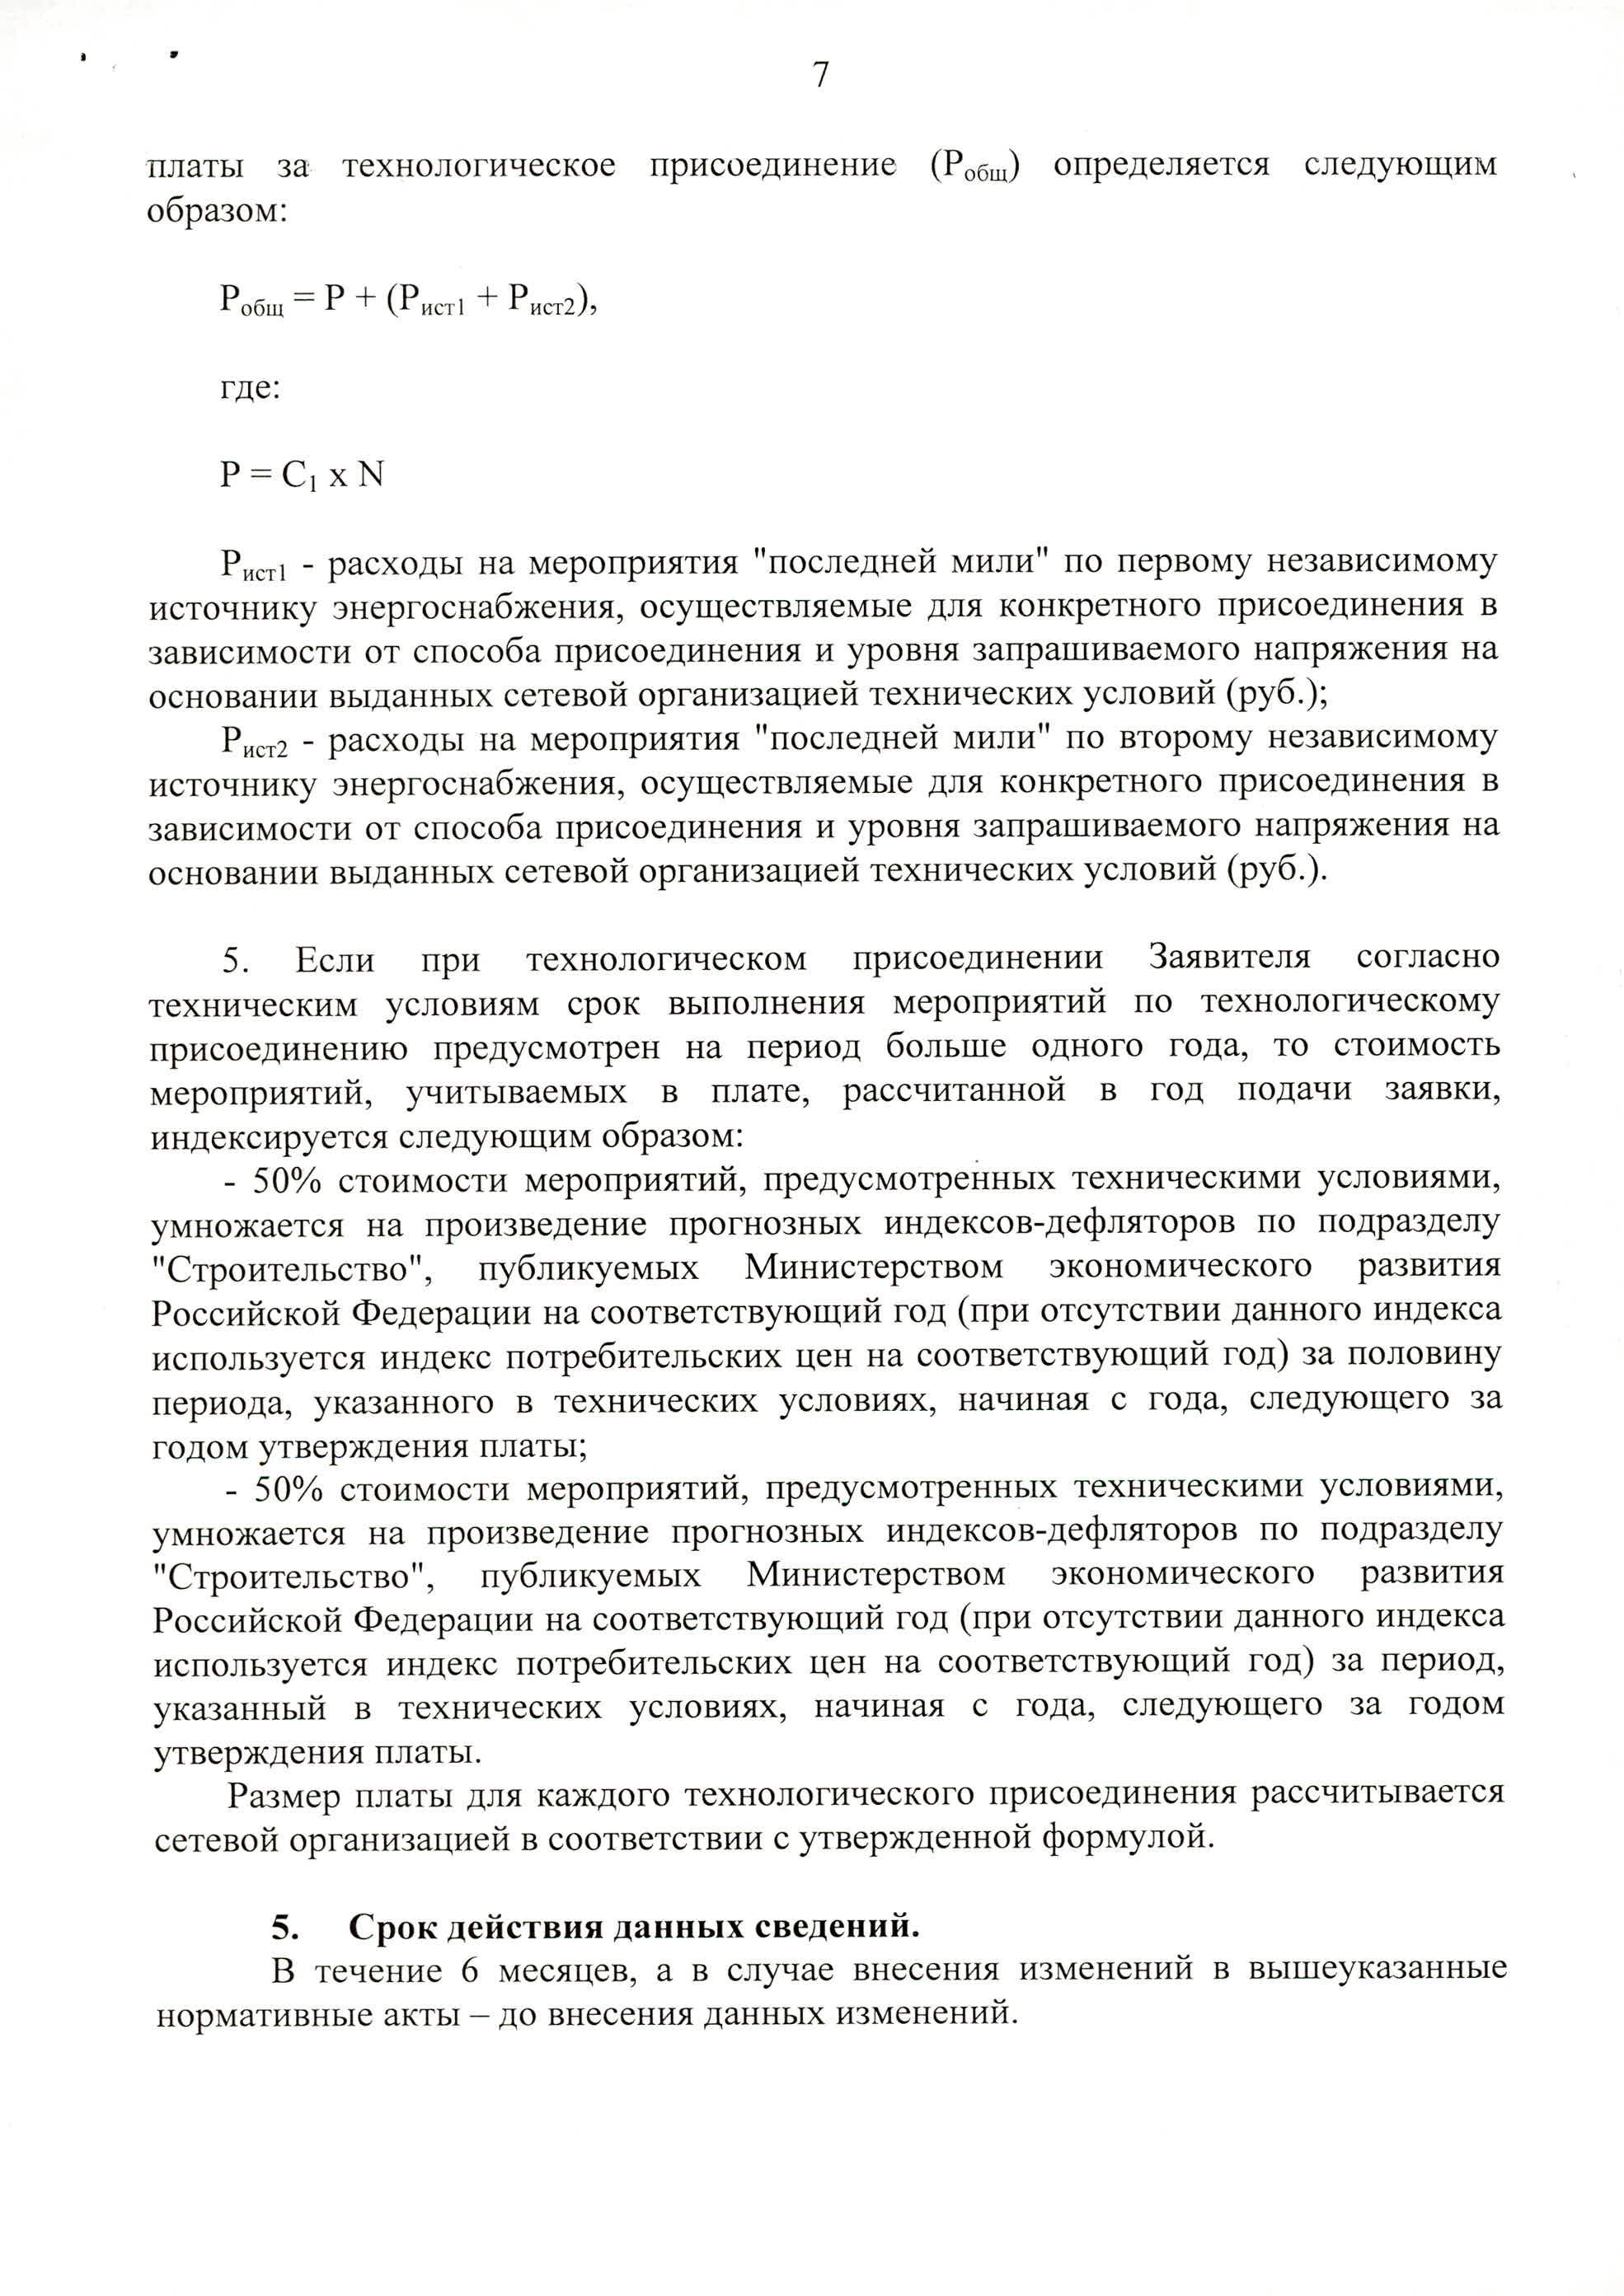 7
платы за технологическое присоединение (Робщ) определяется следующим
образом:
Робщ = Р + (Рист1 + Рист2),
где:
Р = С1 х N
Рист1 - расходы на мероприятия "последней мили" по первому независимому
источнику энергоснабжения, осуществляемые для конкретного присоединения в
зависимости от способа присоединения и уровня запрашиваемого напряжения на
основании выданных сетевой организацией технических условий (руб.);
Рист2 - расходы на мероприятия "последней мили" по второму независимому
источнику энергоснабжения, осуществляемые для конкретного присоединения в
зависимости от способа присоединения и уровня запрашиваемого напряжения на
основании выданных сетевой организацией технических условий (руб.).
5. Если при технологическом присоединении Заявителя согласно
техническим условиям срок выполнения мероприятий по технологическому
присоединению предусмотрен на период больше одного года, то стоимость
мероприятий, учитываемых в плате, рассчитанной в год подачи заявки,
индексируется следующим образом:
- 50% стоимости мероприятий, предусмотренных техническими условиями,
умножается на произведение прогнозных индексов-дефляторов по подразделу
"Строительство", публикуемых Министерством экономического развития
Российской Федерации на соответствующий год (при отсутствии данного индекса
используется индекс потребительских цен на соответствующий год) за половину
периода, указанного в технических условиях, начиная с года, следующего за
годом утверждения платы;
- 50% стоимости мероприятий, предусмотренных техническими условиями,
умножается на произведение прогнозных индексов-дефляторов по подразделу
"Строительство", публикуемых Министерством экономического развития
Российской Федерации на соответствующий год (при отсутствии данного индекса
используется индекс потребительских цен на соответствующий год) за период,
указанный в технических условиях, начиная с года, следующего за годом
утверждения платы.
Размер платы для каждого технологического присоединения рассчитывается
сетевой организацией в соответствии с утвержденной формулой.
5. Срок действия данных сведений.
В течение 6 месяцев, а в случае внесения изменений в вышеуказанные
нормативные акты – до внесения данных изменений.